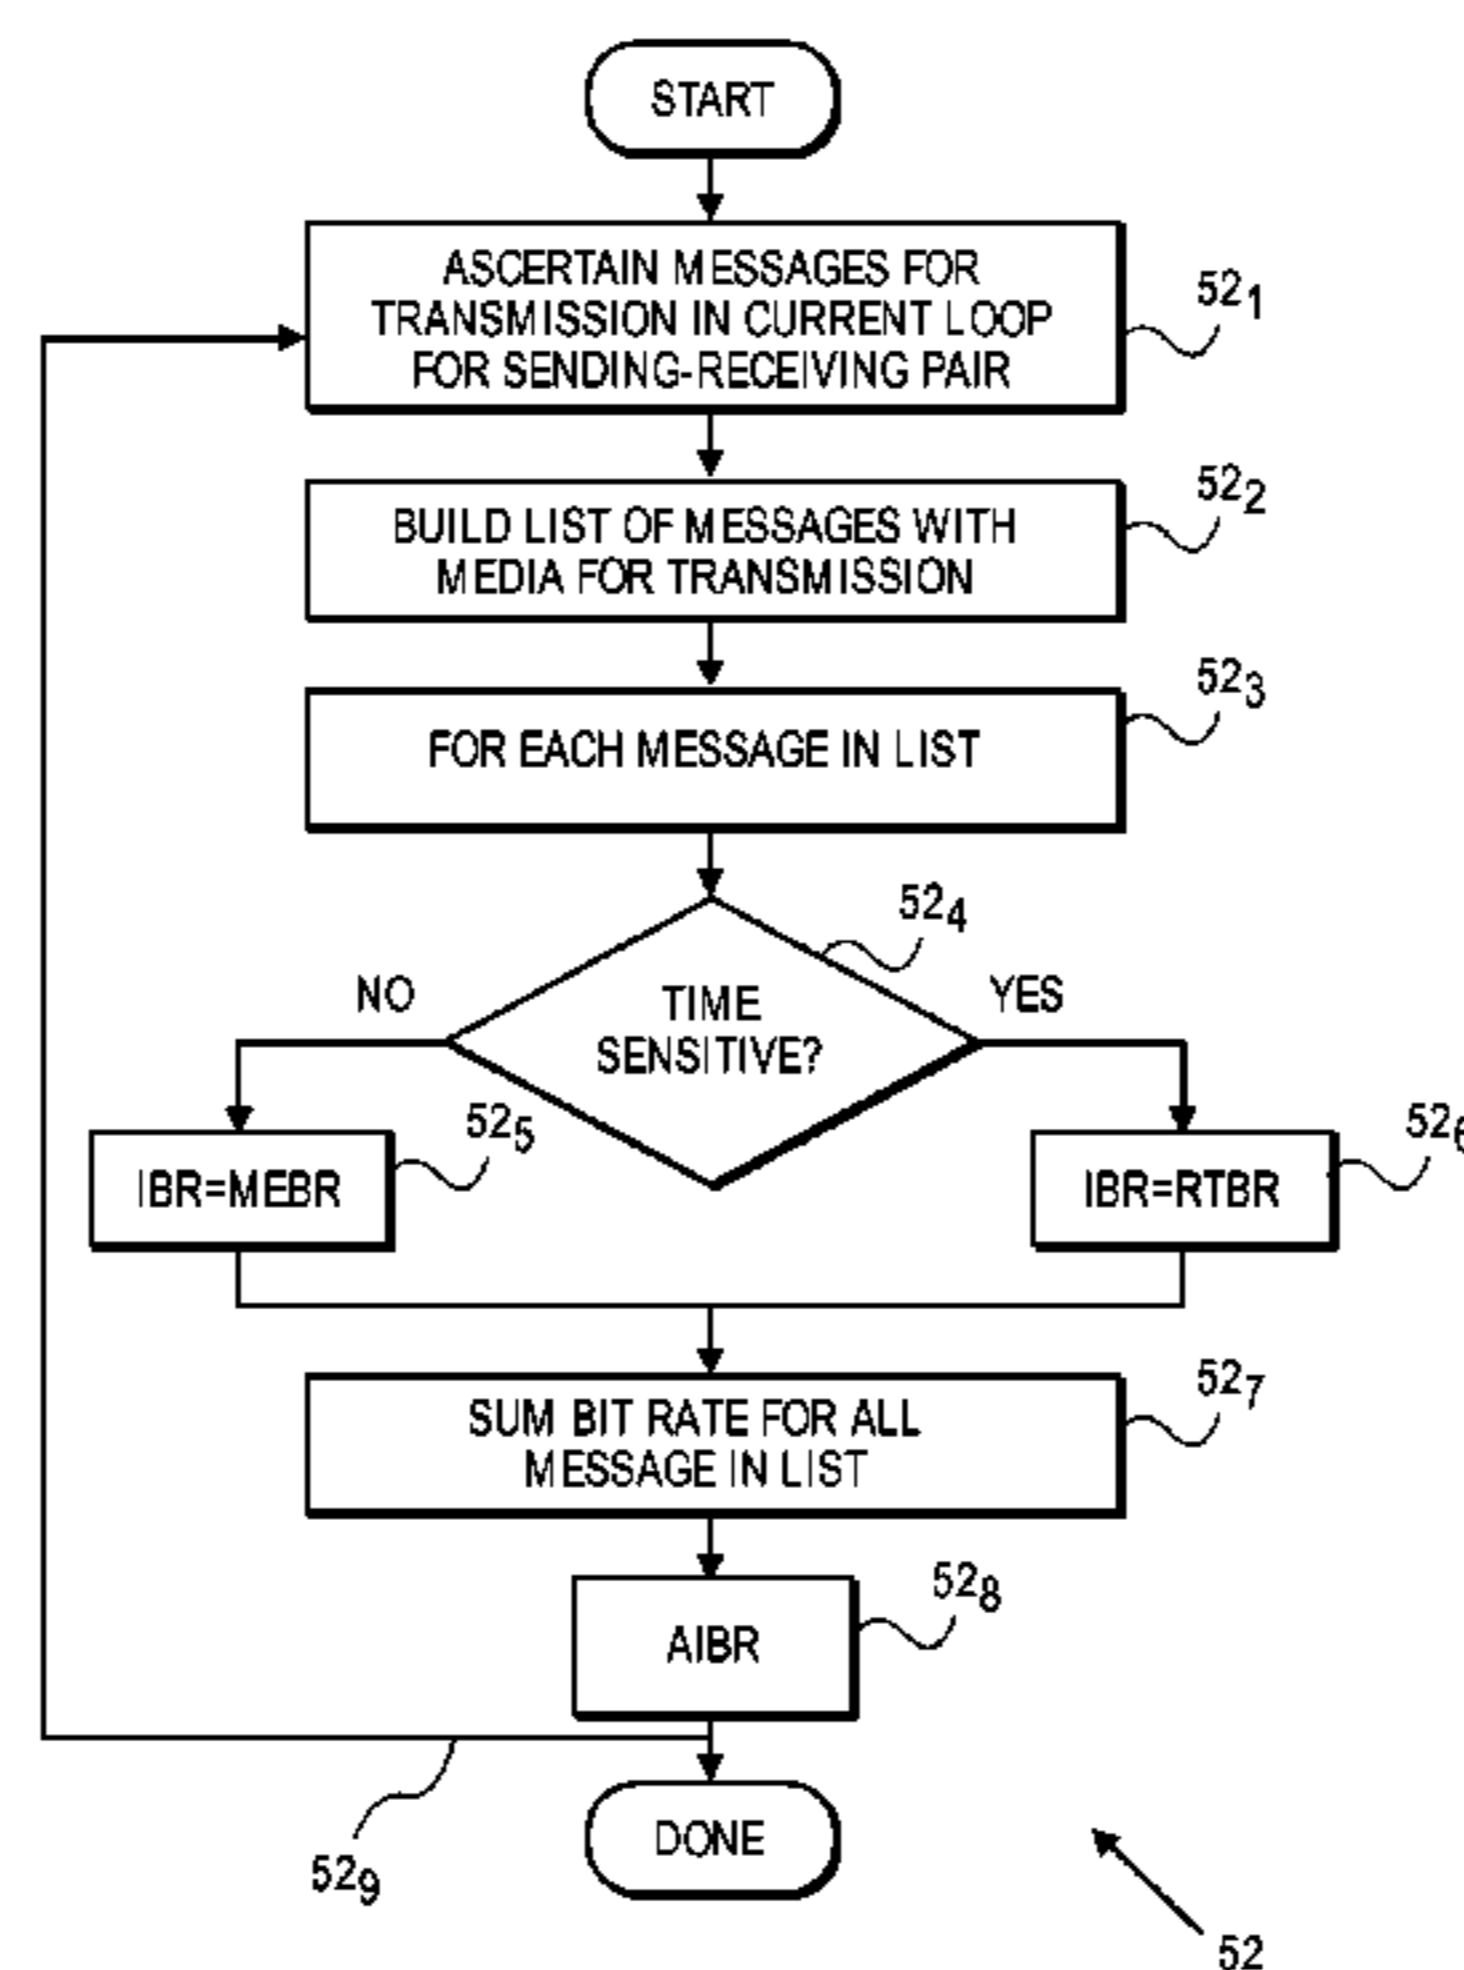 START
ASCERTAIN MESSAGES FOR
TRANSMISSION IN CURRENT LOOP
FOR SENDING-RECEIVING PAIR
52₁
BUILD LIST OF MESSAGES WITH
MEDIA FOR TRANSMISSION
52₂
FOR EACH MESSAGE IN LIST
52₃
52₄
NO
TIME
SENSITIVE?
YES
IBR=MEBR
52₅
IBR=RTBR
52₆
SUM BIT RATE FOR ALL
MESSAGE IN LIST
52₇
AIBR
52₈
DONE
52₉
52